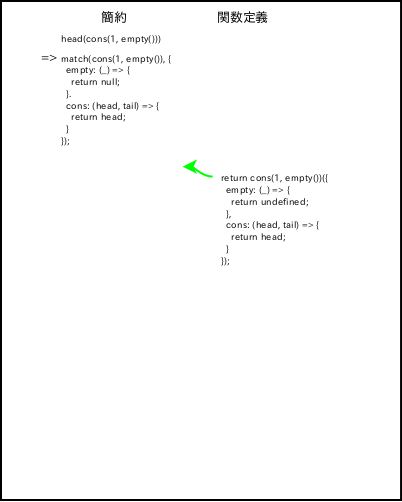 簡約
関数定義
head(cons(1, empty()))
=> match(cons(1, empty()), {
empty: (_) => {
return null;
}.
cons: (head, tail) => {
return head;
}
});
return cons(1, empty())({
empty: (_) => {
return undefined;
},
cons: (head, tail) => {
return head;
}
});